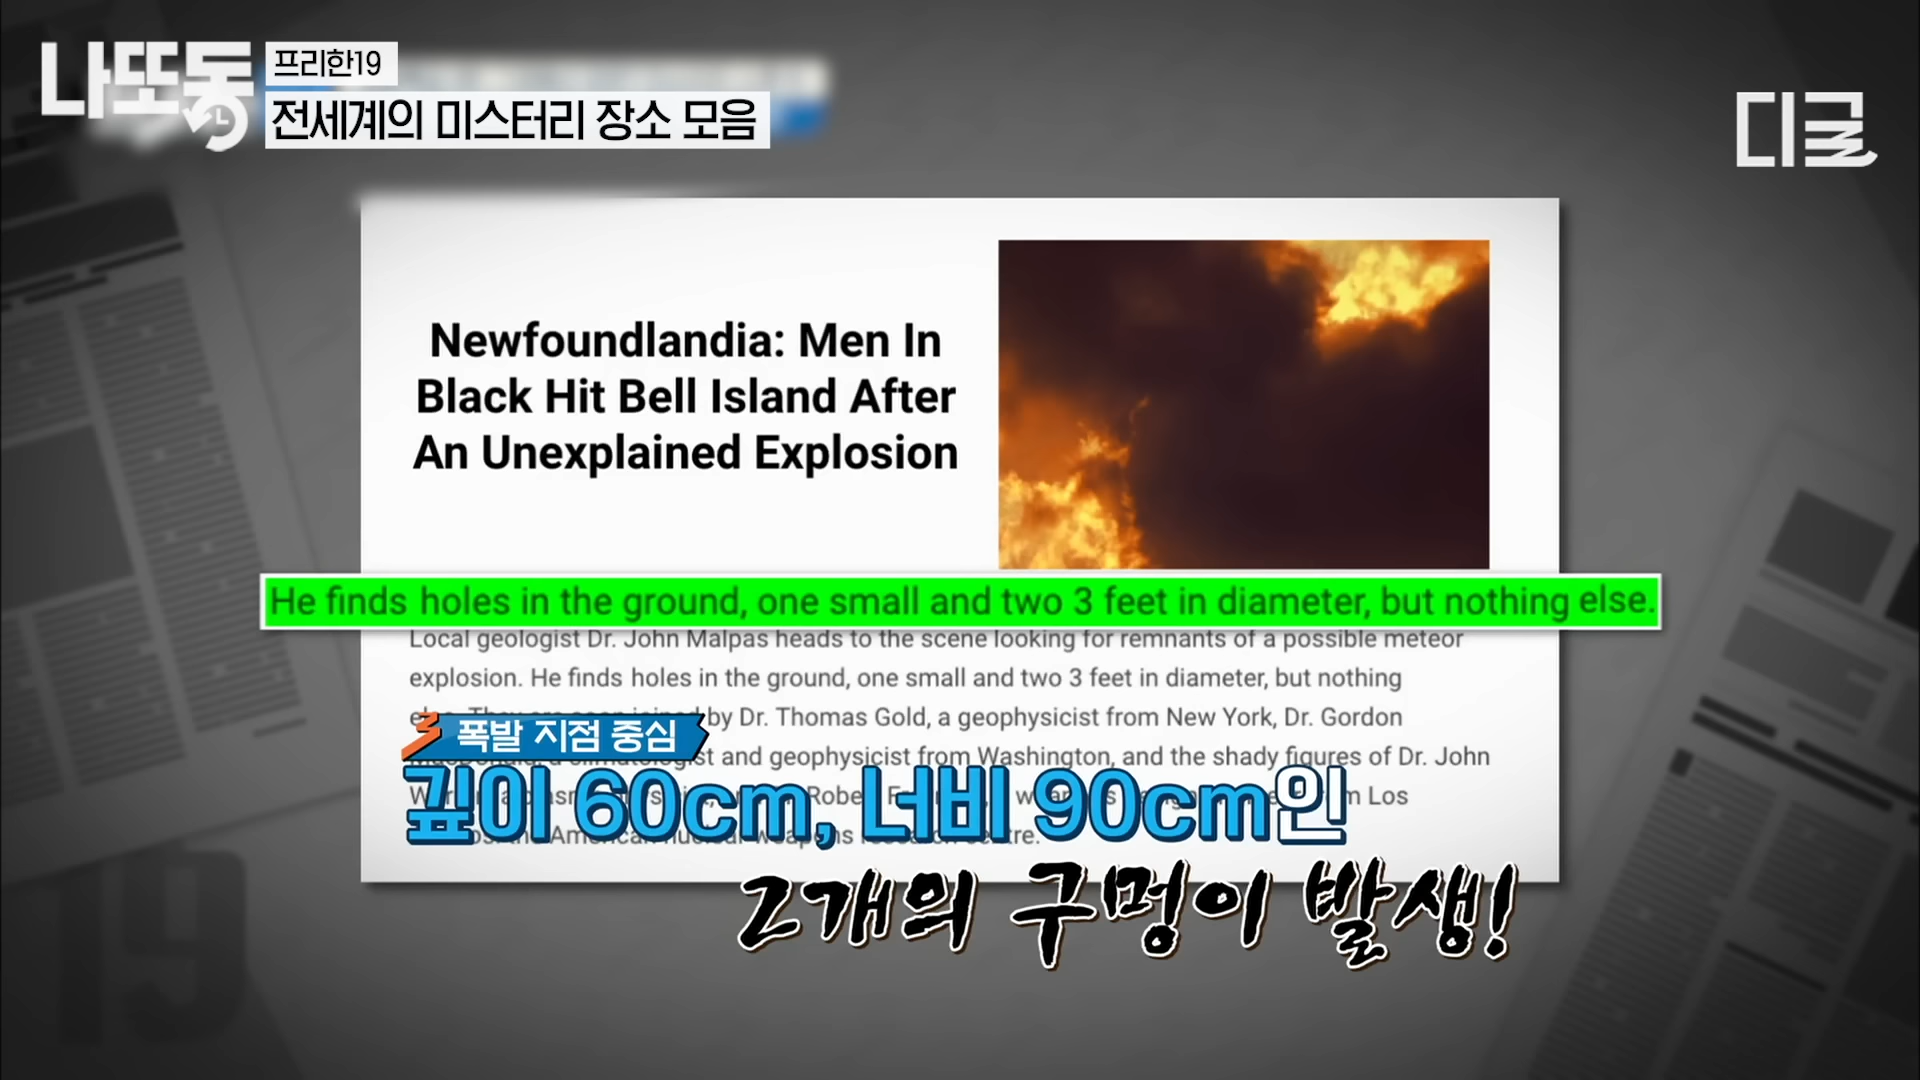 나또동
프리한19
전세계의 미스터리 장소 모음
디글
Newfoundlandia: Men In
Black Hit Bell Island After
An Unexplained Explosion
He finds holes in the ground, one small and two 3 feet in diameter, but nothing else.
Local geologist Dr. John Malpas heads to the scene looking for remnants of a possible meteor
explosion. He finds holes in the ground, one small and two 3 feet in diameter, but nothing
by Dr. Thomas Gold, a geophysicist from New York, Dr. Gordon
폭발 지점 중심
and geophysicist from Washington, and the shady figures of Dr. John
깊이 60cm, 너비 90cm인
Los
2개의 구멍이 발생!
19